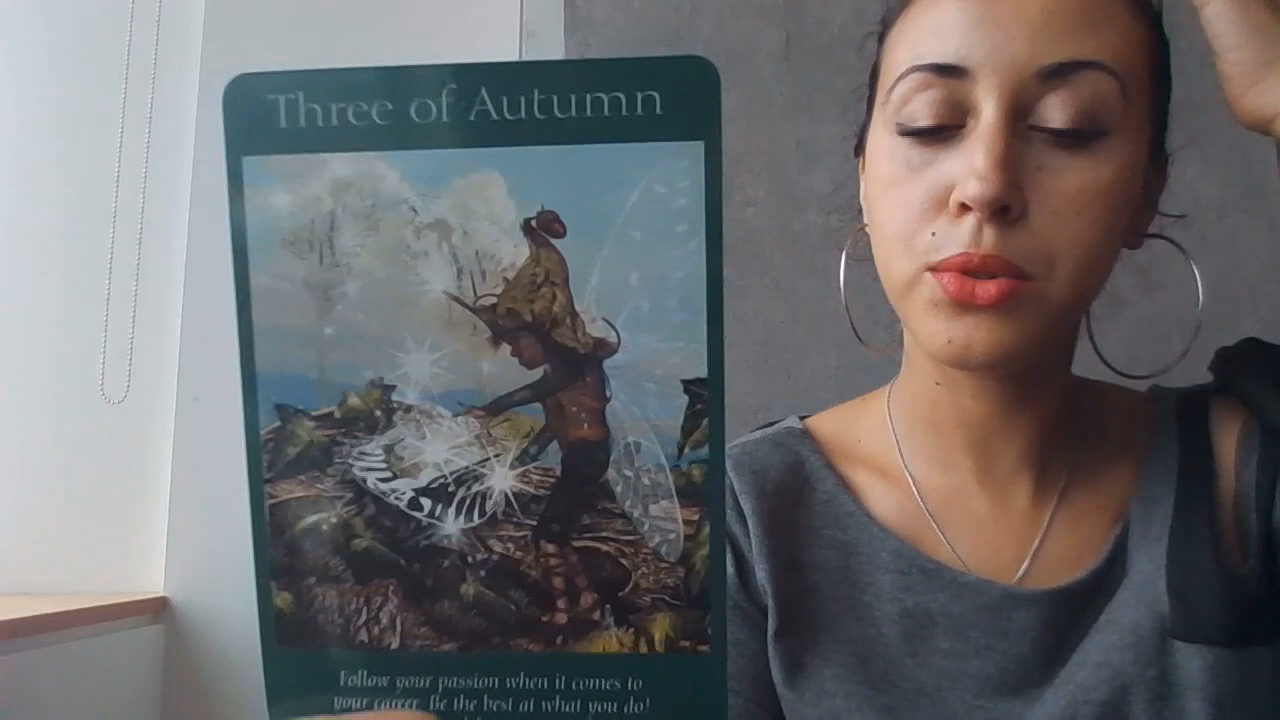 Three of Autumn
Follow your passion when it comes to
your career. Be the best at what you do!